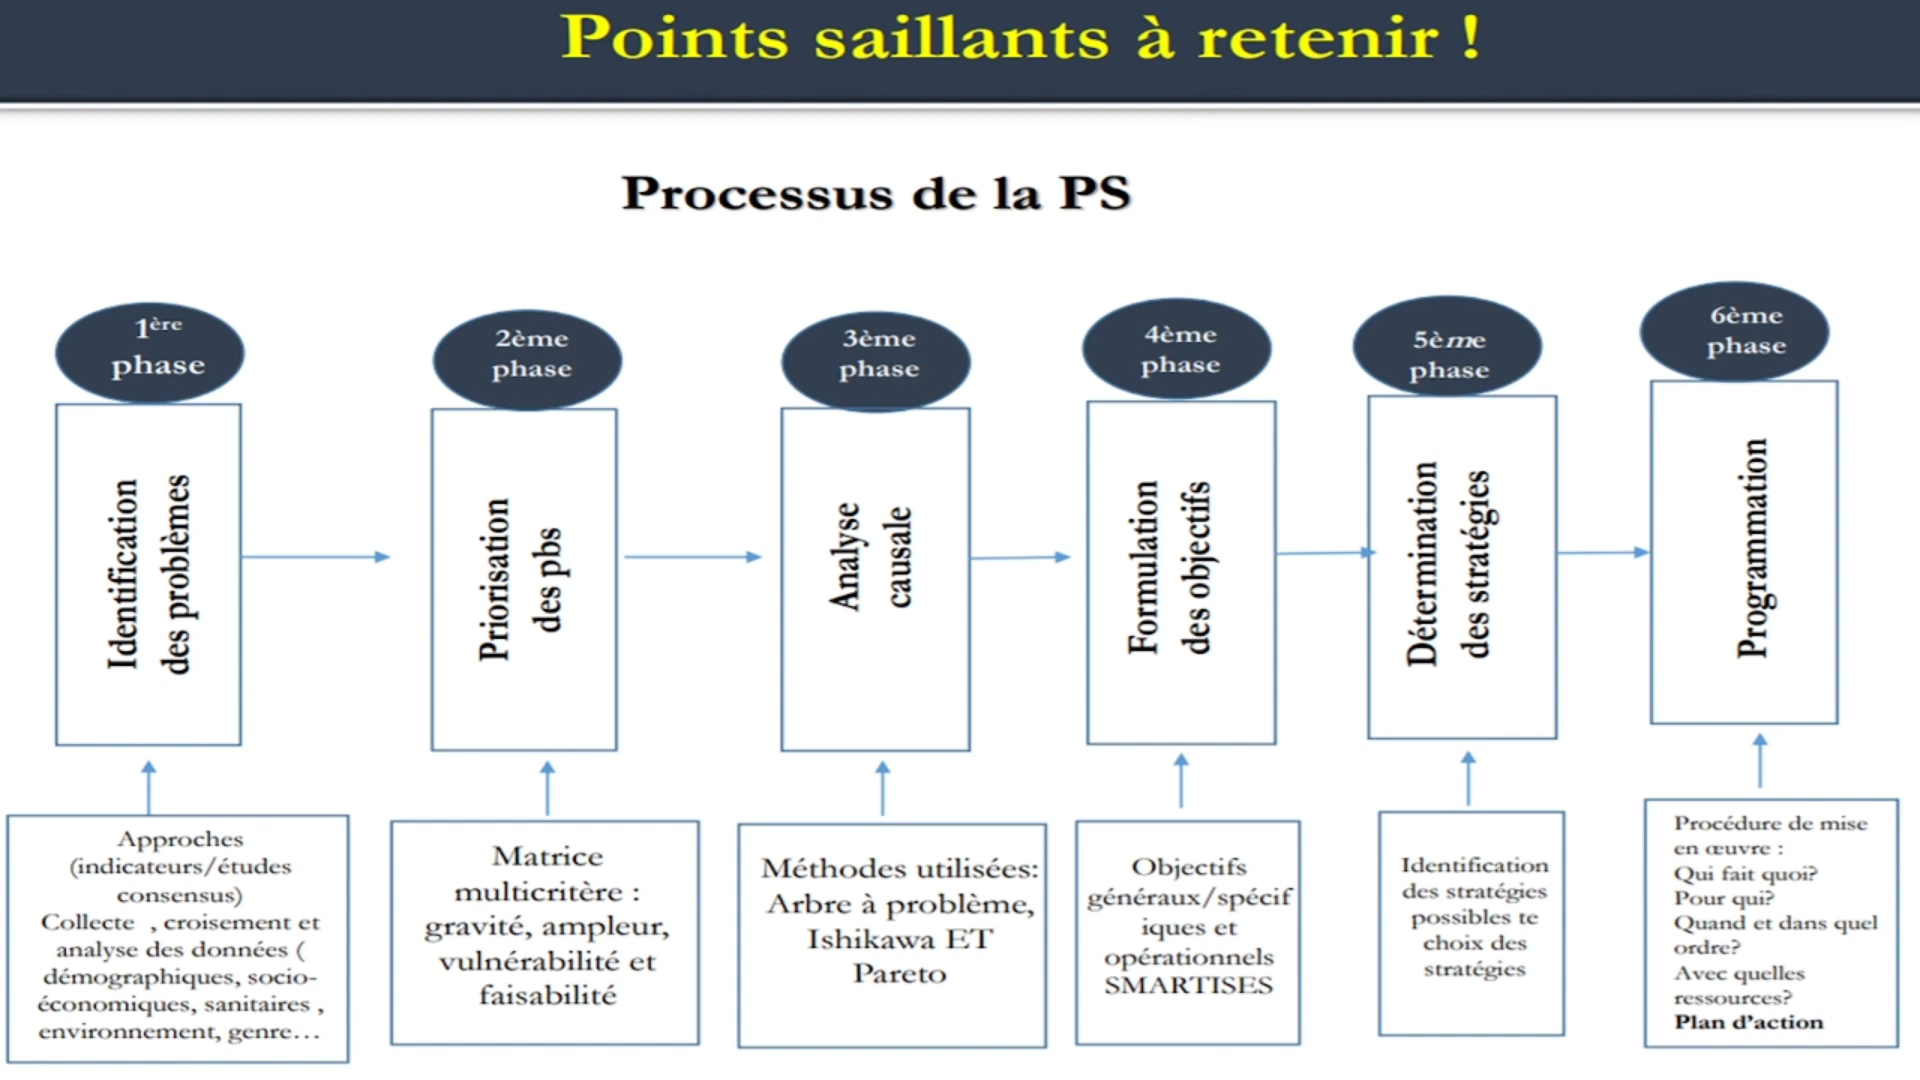 Points saillants à retenir !
Processus de la PS
1ère
phase
2ème
phase
3ème
phase
4ème
phase
5ème
phase
6ème
phase
Identification
des problèmes
Priorisation
des pbs
Analyse
causale
Formulation
des objectifs
Détermination
des stratégies
Programmation
Approches
(indicateurs/études
consensus)
Collecte , croisement et
analyse des données (
démographiques, socio-
économiques, sanitaires ,
environnement, genre…
Matrice
multicritère :
gravité, ampleur,
vulnérabilité et
faisabilité
Méthodes utilisées:
Arbre à problème,
Ishikawa ET
Pareto
Objectifs
généraux/spécif
iques et
opérationnels
SMARTISES
Identification
des stratégies
possibles te
choix des
stratégies
Procédure de mise
en œuvre :
Qui fait quoi?
Pour qui?
Quand et dans quel
ordre?
Avec quelles
ressources?
Plan d’action